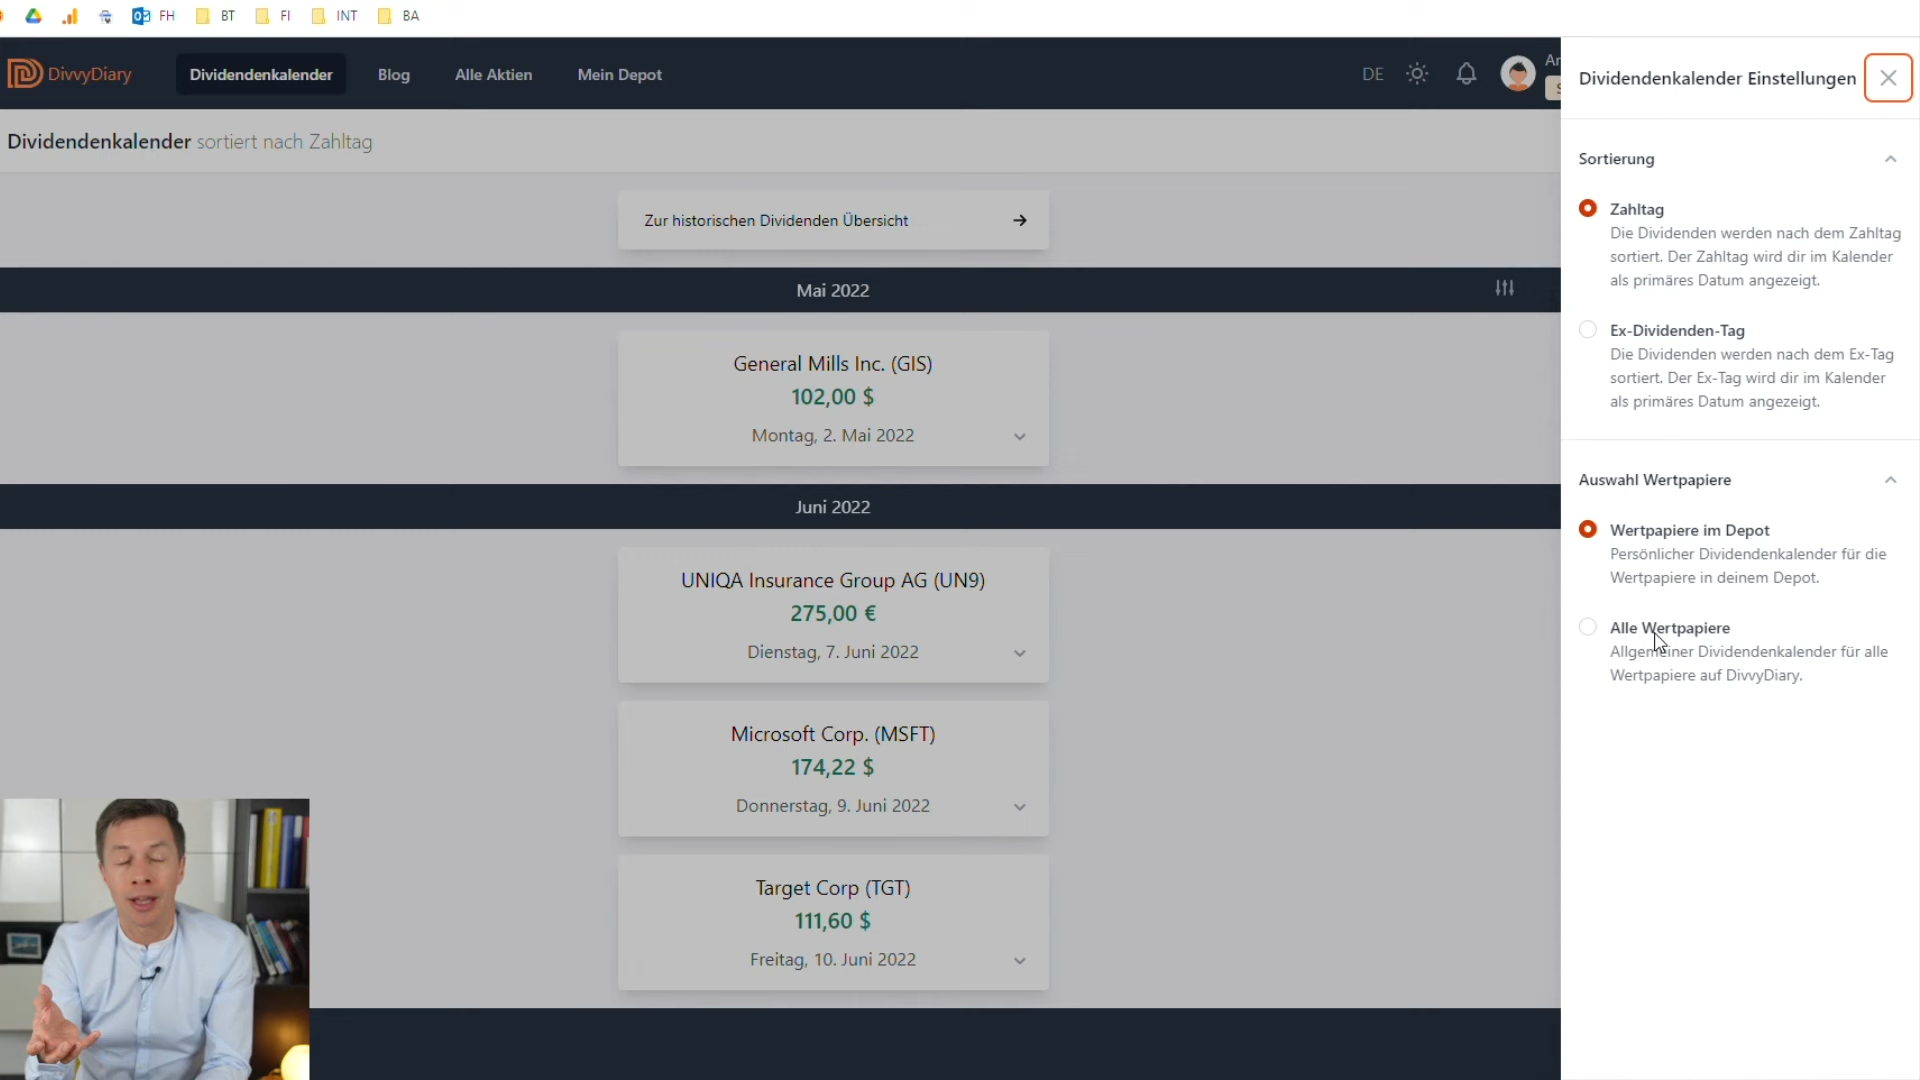 FH
BT
FI
INT
BA
DivvyDiary
Dividendenkalender
Blog
Alle Aktien
Mein Depot
DE
Dividendenkalender sortiert nach Zahltag
Zur historischen Dividenden Übersicht
Mai 2022
General Mills Inc. (GIS)
102,00 $
Montag, 2. Mai 2022
Juni 2022
UNIQA Insurance Group AG (UN9)
275,00 €
Dienstag, 7. Juni 2022
Microsoft Corp. (MSFT)
174,22 $
Donnerstag, 9. Juni 2022
Target Corp (TGT)
111,60 $
Freitag, 10. Juni 2022
Dividendenkalender Einstellungen
Sortierung
Zahltag
Die Dividenden werden nach dem Zahltag
sortiert. Der Zahltag wird dir im Kalender
als primäres Datum angezeigt.
Ex-Dividenden-Tag
Die Dividenden werden nach dem Ex-Tag
sortiert. Der Ex-Tag wird dir im Kalender
als primäres Datum angezeigt.
Auswahl Wertpapiere
Wertpapiere im Depot
Persönlicher Dividendenkalender für die
Wertpapiere in deinem Depot.
Alle Wertpapiere
Allgemeiner Dividendenkalender für alle
Wertpapiere auf DivvyDiary.